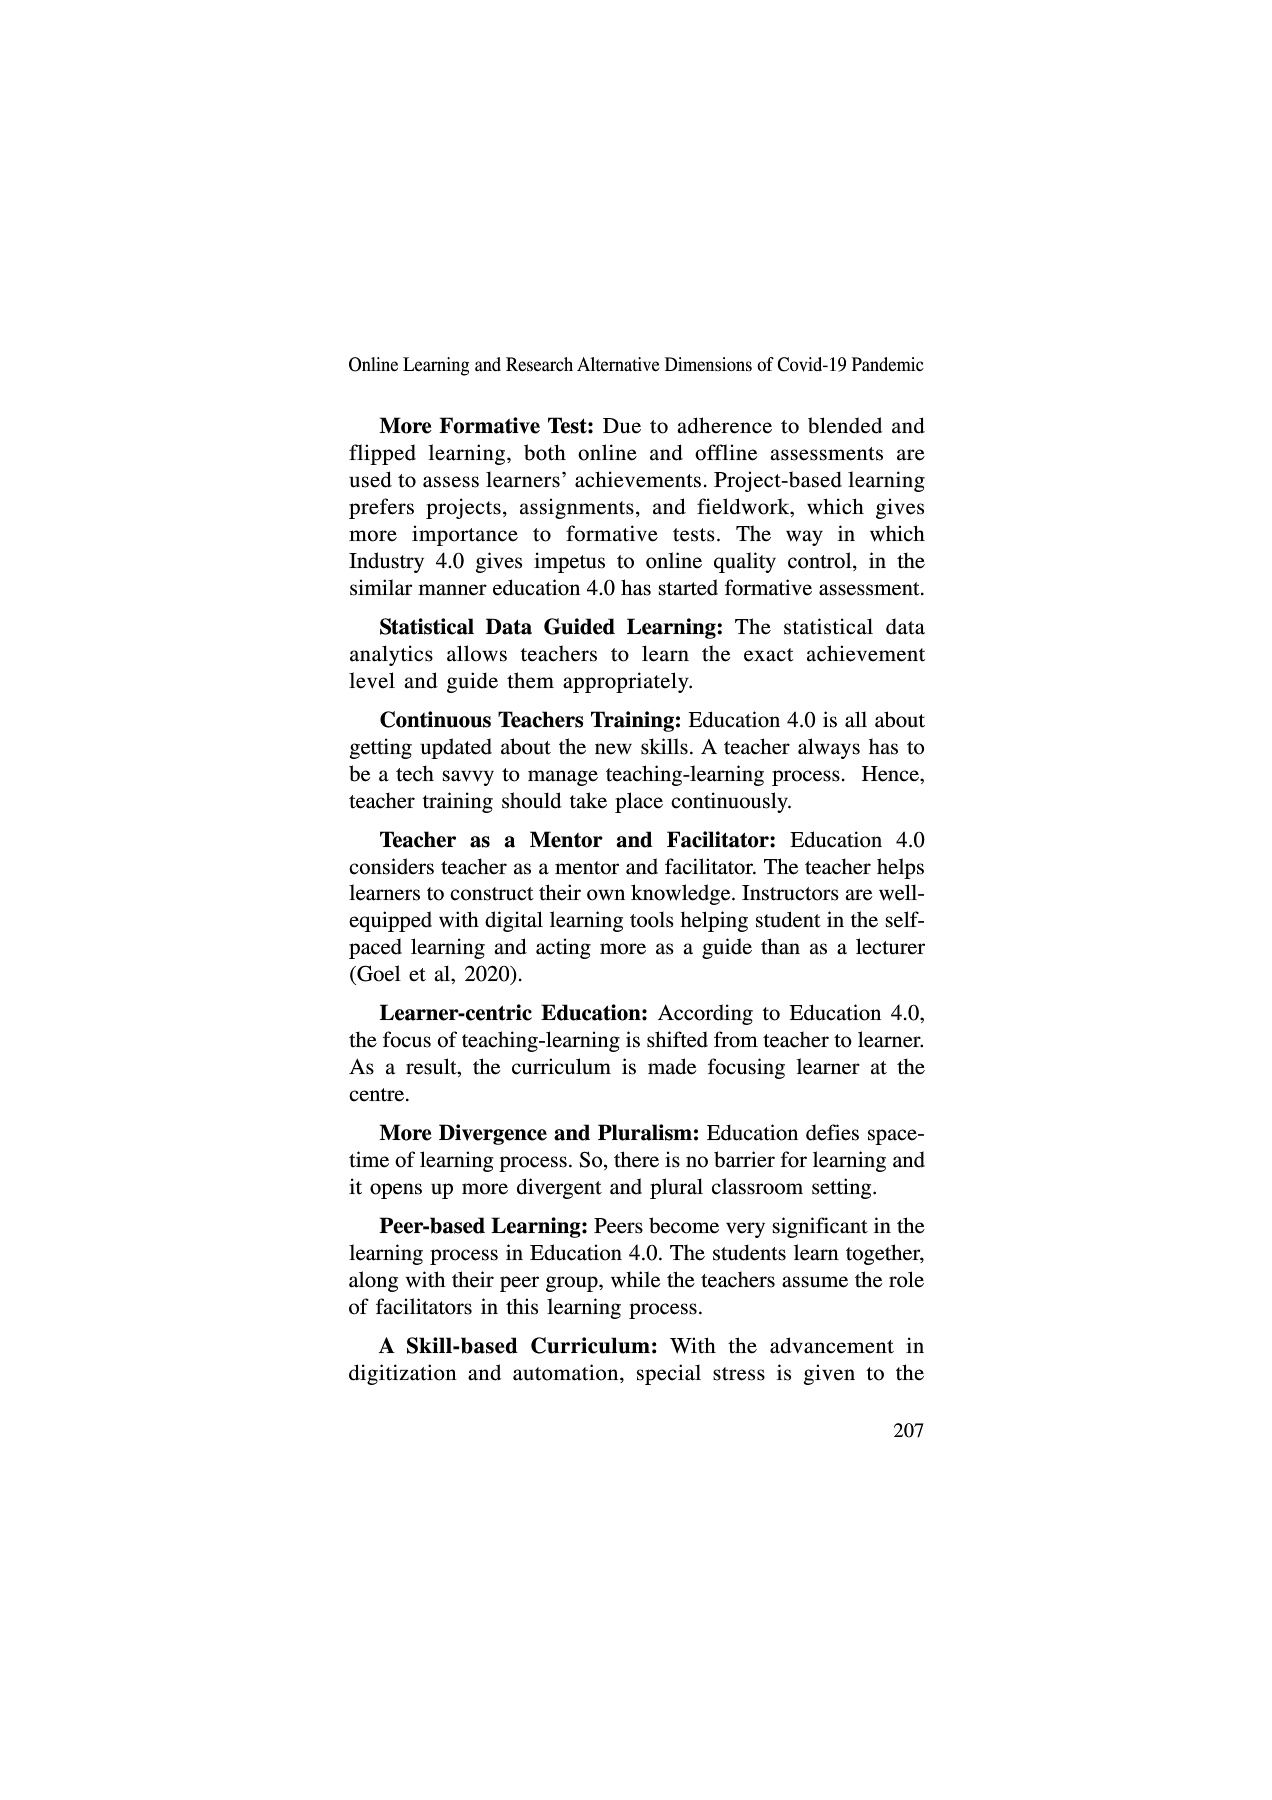 Online Learning and Research Alternative Dimensions of Covid-19 Pandemic
More Formative Test: Due to adherence to blended and
flipped learning, both online and offline assessments are
used to assess learners’ achievements. Project-based learning
prefers projects, assignments, and fieldwork, which gives
more importance to formative tests. The way in which
Industry 4.0 gives impetus to online quality control, in the
similar manner education 4.0 has started formative assessment.
Statistical Data Guided Learning: The statistical data
analytics allows teachers to learn the exact achievement
level and guide them appropriately.
Continuous Teachers Training: Education 4.0 is all about
getting updated about the new skills. A teacher always has to
be a tech savvy to manage teaching-learning process. Hence,
teacher training should take place continuously.
Teacher as a Mentor and Facilitator: Education 4.0
considers teacher as a mentor and facilitator. The teacher helps
learners to construct their own knowledge. Instructors are well-
equipped with digital learning tools helping student in the self-
paced learning and acting more as a guide than as a lecturer
(Goel et al, 2020).
Learner-centric Education: According to Education 4.0,
the focus of teaching-learning is shifted from teacher to learner.
As a result, the curriculum is made focusing learner at the
centre.
More Divergence and Pluralism: Education defies space-
time of learning process. So, there is no barrier for learning and
it opens up more divergent and plural classroom setting.
Peer-based Learning: Peers become very significant in the
learning process in Education 4.0. The students learn together,
along with their peer group, while the teachers assume the role
of facilitators in this learning process.
A Skill-based Curriculum: With the advancement in
digitization and automation, special stress is given to the
207